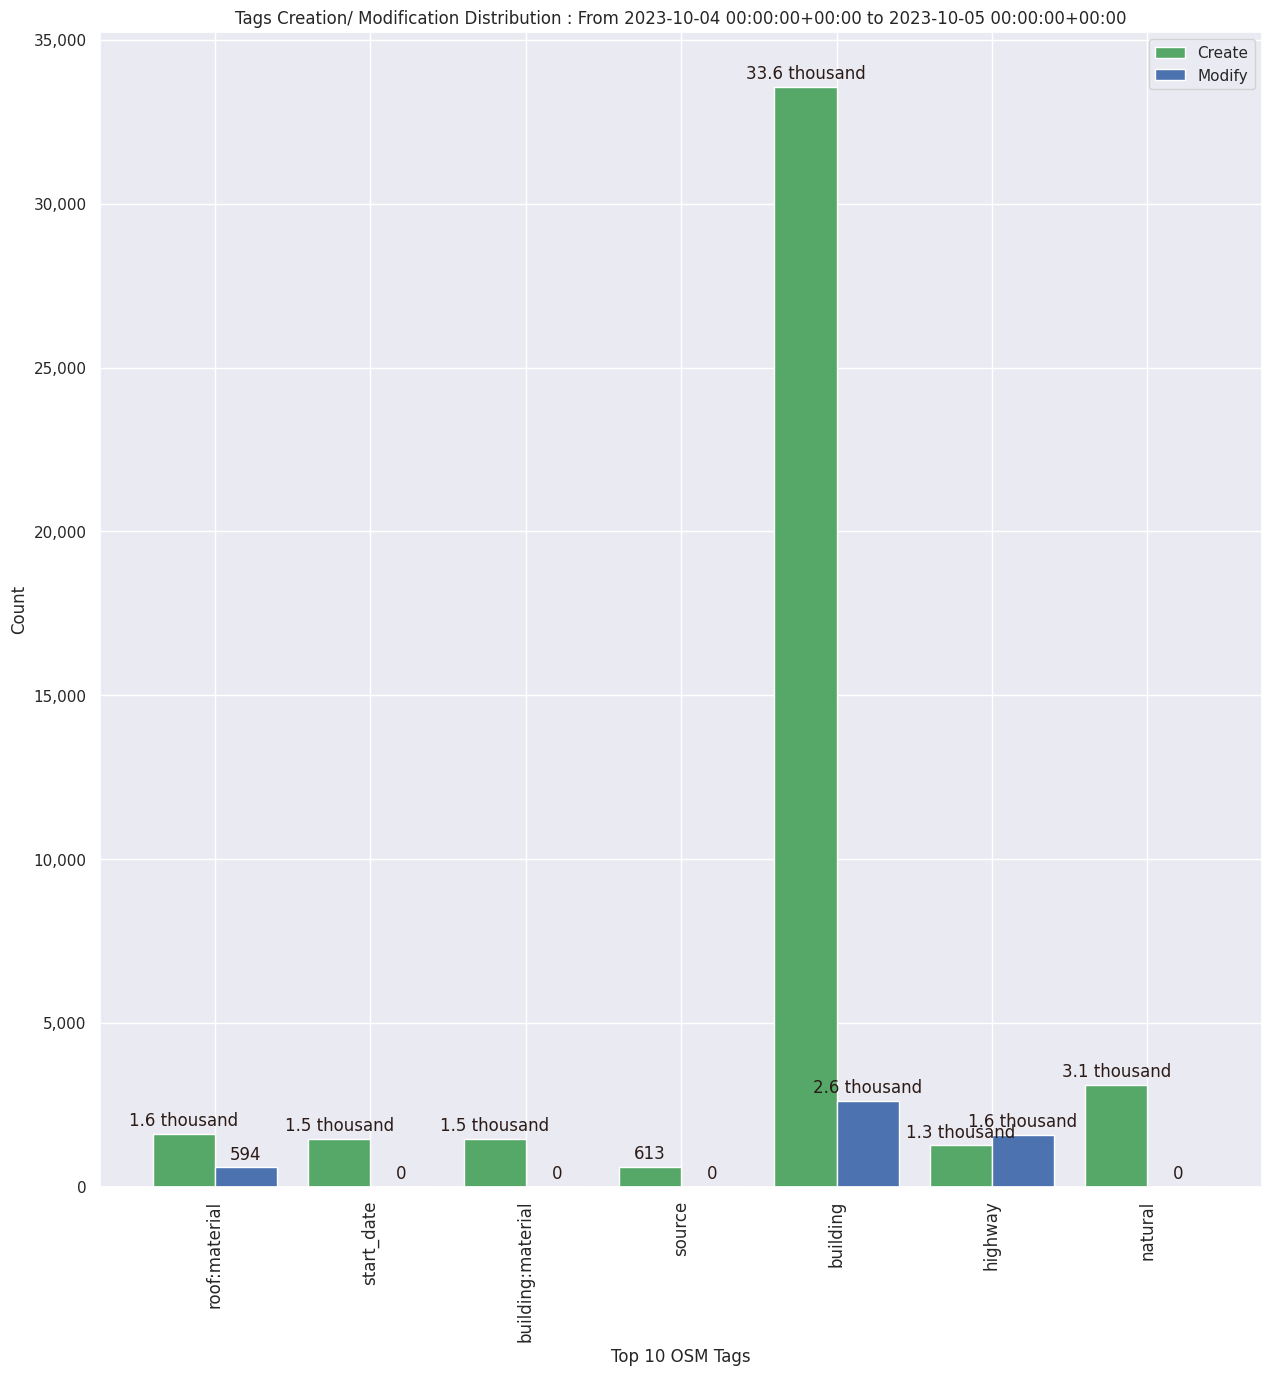 Tags Creation/ Modification Distribution : From 2023-10-04 00:00:00+00:00 to 2023-10-05 00:00:00+00:00
Create
Modify
35,000
30,000
25,000
20,000
15,000
10,000
5,000
0
Count
1.6 thousand
594
1.5 thousand
0
1.5 thousand
0
613
0
33.6 thousand
2.6 thousand
1.3 thousand
1.6 thousand
3.1 thousand
0
roof:material
start_date
building:material
source
building
highway
natural
Top 10 OSM Tags